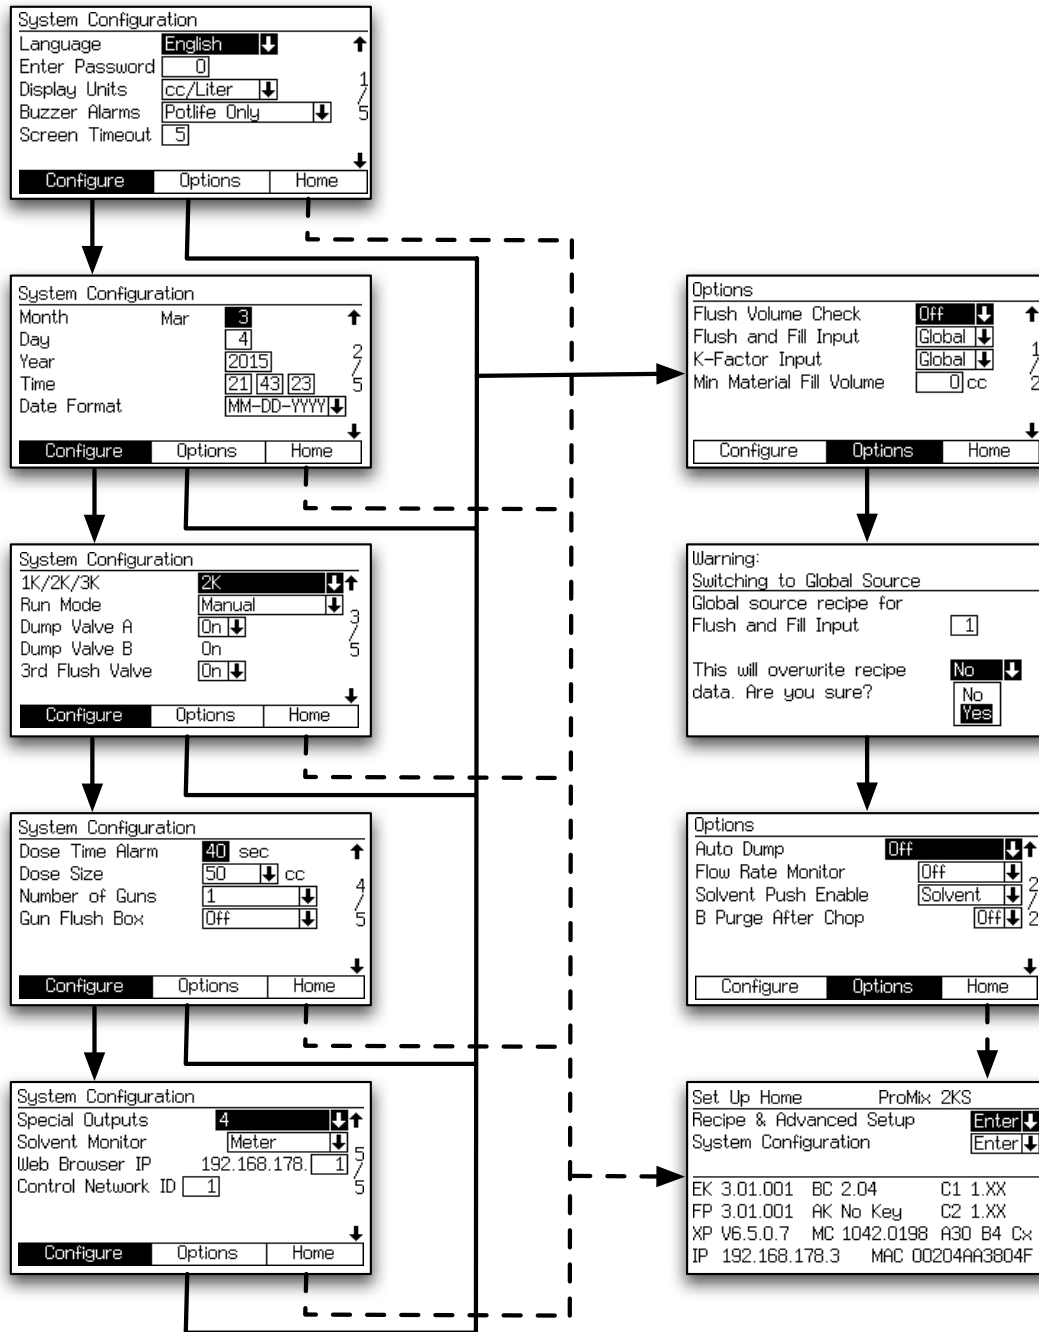 System Configuration
Language English
Enter Password 0
Display Units cc/Liter
Buzzer Alarms Potlife Only
Screen Timeout 5
1/5
Configure Options Home
System Configuration
Month Mar 3
Day 4
Year 2015
Time 21 43 23
Date Format MM-DD-YYYY
2/5
Configure Options Home
System Configuration
1K/2K/3K 2K
Run Mode Manual
Dump Valve A On
Dump Valve B On
3rd Flush Valve On
3/5
Configure Options Home
System Configuration
Dose Time Alarm 40 sec
Dose Size 50 cc
Number of Guns 1
Gun Flush Box Off
4/5
Configure Options Home
System Configuration
Special Outputs 4
Solvent Monitor Meter
Web Browser IP 192.168.178. 1
Control Network ID 1
5/5
Configure Options Home
Options
Flush Volume Check Off
Flush and Fill Input Global
K-Factor Input Global
Min Material Fill Volume 0 cc
1/2
Configure Options Home
Warning:
Switching to Global Source
Global source recipe for
Flush and Fill Input 1
This will overwrite recipe No
data. Are you sure? No
Yes
Options
Auto Dump Off
Flow Rate Monitor Off
Solvent Push Enable Solvent
B Purge After Chop Off
2/2
Configure Options Home
Set Up Home ProMix 2KS
Recipe & Advanced Setup Enter
System Configuration Enter
EK 3.01.001 BC 2.04 C1 1.XX
FP 3.01.001 AK No Key C2 1.XX
XP V6.5.0.7 MC 1042.0198 A30 B4 Cx
IP 192.168.178.3 MAC 00204AA3804F